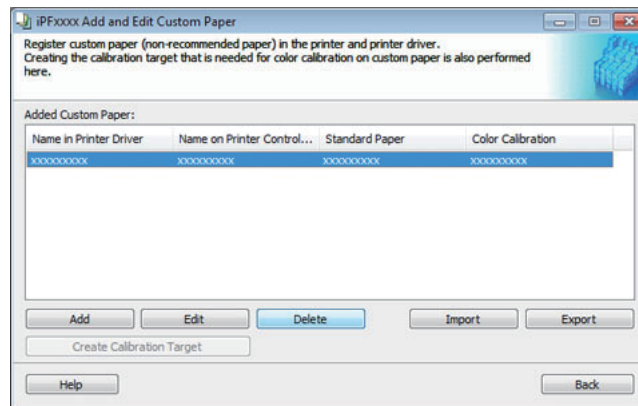 iPFxxxx Add and Edit Custom Paper
Register custom paper (non-recommended paper) in the printer and printer driver.
Creating the calibration target that is needed for color calibration on custom paper is also performed
here.
Added Custom Paper:
Name in Printer Driver Name on Printer Control... Standard Paper Color Calibration
xxxxxxxxx xxxxxxxxx xxxxxxxxx xxxxxxxxx
Add Edit Delete Import Export
Create Calibration Target
Help Back